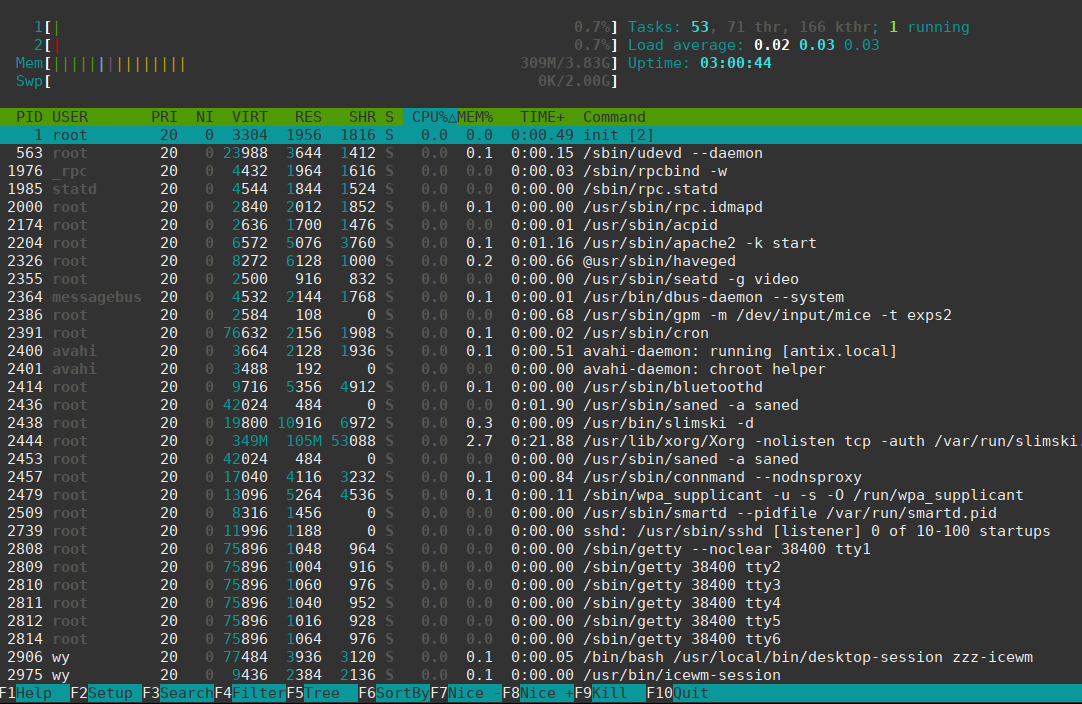 1[| 0.7%] Tasks: 53, 71 thr, 166 kthr; 1 running
2[| 0.7%] Load average: 0.02 0.03 0.03
Mem[||||||||||||||| 309M/3.83G] Uptime: 03:00:44
Swp[ 0K/2.00G]
PID USER PRI NI VIRT RES SHR S CPU%△MEM% TIME+ Command
1 root 20 0 3304 1956 1816 S 0.0 0.0 0:00.49 init [2]
563 root 20 0 23988 3644 1412 S 0.0 0.1 0:00.15 /sbin/udevd --daemon
1976 _rpc 20 0 4432 1964 1616 S 0.0 0.1 0:00.03 /sbin/rpcbind -w
1985 statd 20 0 4544 1844 1524 S 0.0 0.0 0:00.00 /sbin/rpc.statd
2000 root 20 0 2840 2012 1852 S 0.0 0.1 0:00.00 /usr/sbin/rpc.idmapd
2174 root 20 0 2636 1700 1476 S 0.0 0.0 0:00.01 /usr/sbin/acpid
2204 root 20 0 6572 5076 3760 S 0.0 0.1 0:01.16 /usr/sbin/apache2 -k start
2326 root 20 0 8272 6128 1000 S 0.0 0.2 0:00.66 @usr/sbin/haveged
2355 root 20 0 2500 916 832 S 0.0 0.0 0:00.00 /usr/sbin/seatd -g video
2364 messagebus 20 0 4532 2144 1768 S 0.0 0.1 0:00.01 /usr/bin/dbus-daemon --system
2386 root 20 0 2584 108 0 S 0.0 0.0 0:00.68 /usr/sbin/gpm -m /dev/input/mice -t exps2
2391 root 20 0 76632 2156 1908 S 0.0 0.1 0:00.02 /usr/sbin/cron
2400 avahi 20 0 3664 2128 1936 S 0.0 0.1 0:00.51 avahi-daemon: running [antix.local]
2401 avahi 20 0 3488 192 0 S 0.0 0.0 0:00.00 avahi-daemon: chroot helper
2414 root 20 0 9716 5356 4912 S 0.0 0.1 0:00.00 /usr/sbin/bluetoothd
2436 root 20 0 42024 484 0 S 0.0 0.0 0:01.90 /usr/sbin/saned -a saned
2438 root 20 0 19800 10916 6972 S 0.0 0.3 0:00.09 /usr/bin/slimski -d
2444 root 20 0 349M 105M 53088 S 0.0 2.7 0:21.88 /usr/lib/xorg/Xorg -nolisten tcp -auth /var/run/slimski.
2453 root 20 0 42024 484 0 S 0.0 0.0 0:00.00 /usr/sbin/saned -a saned
2457 root 20 0 17040 4116 3232 S 0.0 0.1 0:00.84 /usr/sbin/connmand --nodnsproxy
2479 root 20 0 13096 5264 4536 S 0.0 0.1 0:00.11 /sbin/wpa_supplicant -u -s -O /run/wpa_supplicant
2509 root 20 0 8316 1456 0 S 0.0 0.0 0:00.00 /usr/sbin/smartd --pidfile /var/run/smartd.pid
2739 root 20 0 11996 1188 0 S 0.0 0.0 0:00.00 sshd: /usr/sbin/sshd [listener] 0 of 10-100 startups
2808 root 20 0 75896 1048 964 S 0.0 0.0 0:00.00 /sbin/getty --noclear 38400 tty1
2809 root 20 0 75896 1004 916 S 0.0 0.0 0:00.00 /sbin/getty 38400 tty2
2810 root 20 0 75896 1060 976 S 0.0 0.0 0:00.00 /sbin/getty 38400 tty3
2811 root 20 0 75896 1040 952 S 0.0 0.0 0:00.00 /sbin/getty 38400 tty4
2812 root 20 0 75896 1016 928 S 0.0 0.0 0:00.00 /sbin/getty 38400 tty5
2814 root 20 0 75896 1064 976 S 0.0 0.0 0:00.00 /sbin/getty 38400 tty6
2906 wy 20 0 77484 3936 3120 S 0.0 0.1 0:00.05 /bin/bash /usr/local/bin/desktop-session zzz-icewm
2975 wy 20 0 9436 2384 2136 S 0.0 0.1 0:00.00 /usr/bin/icewm-session
F1Help F2Setup F3SearchF4FilterF5Tree F6SortByF7Nice -F8Nice +F9Kill F10Quit